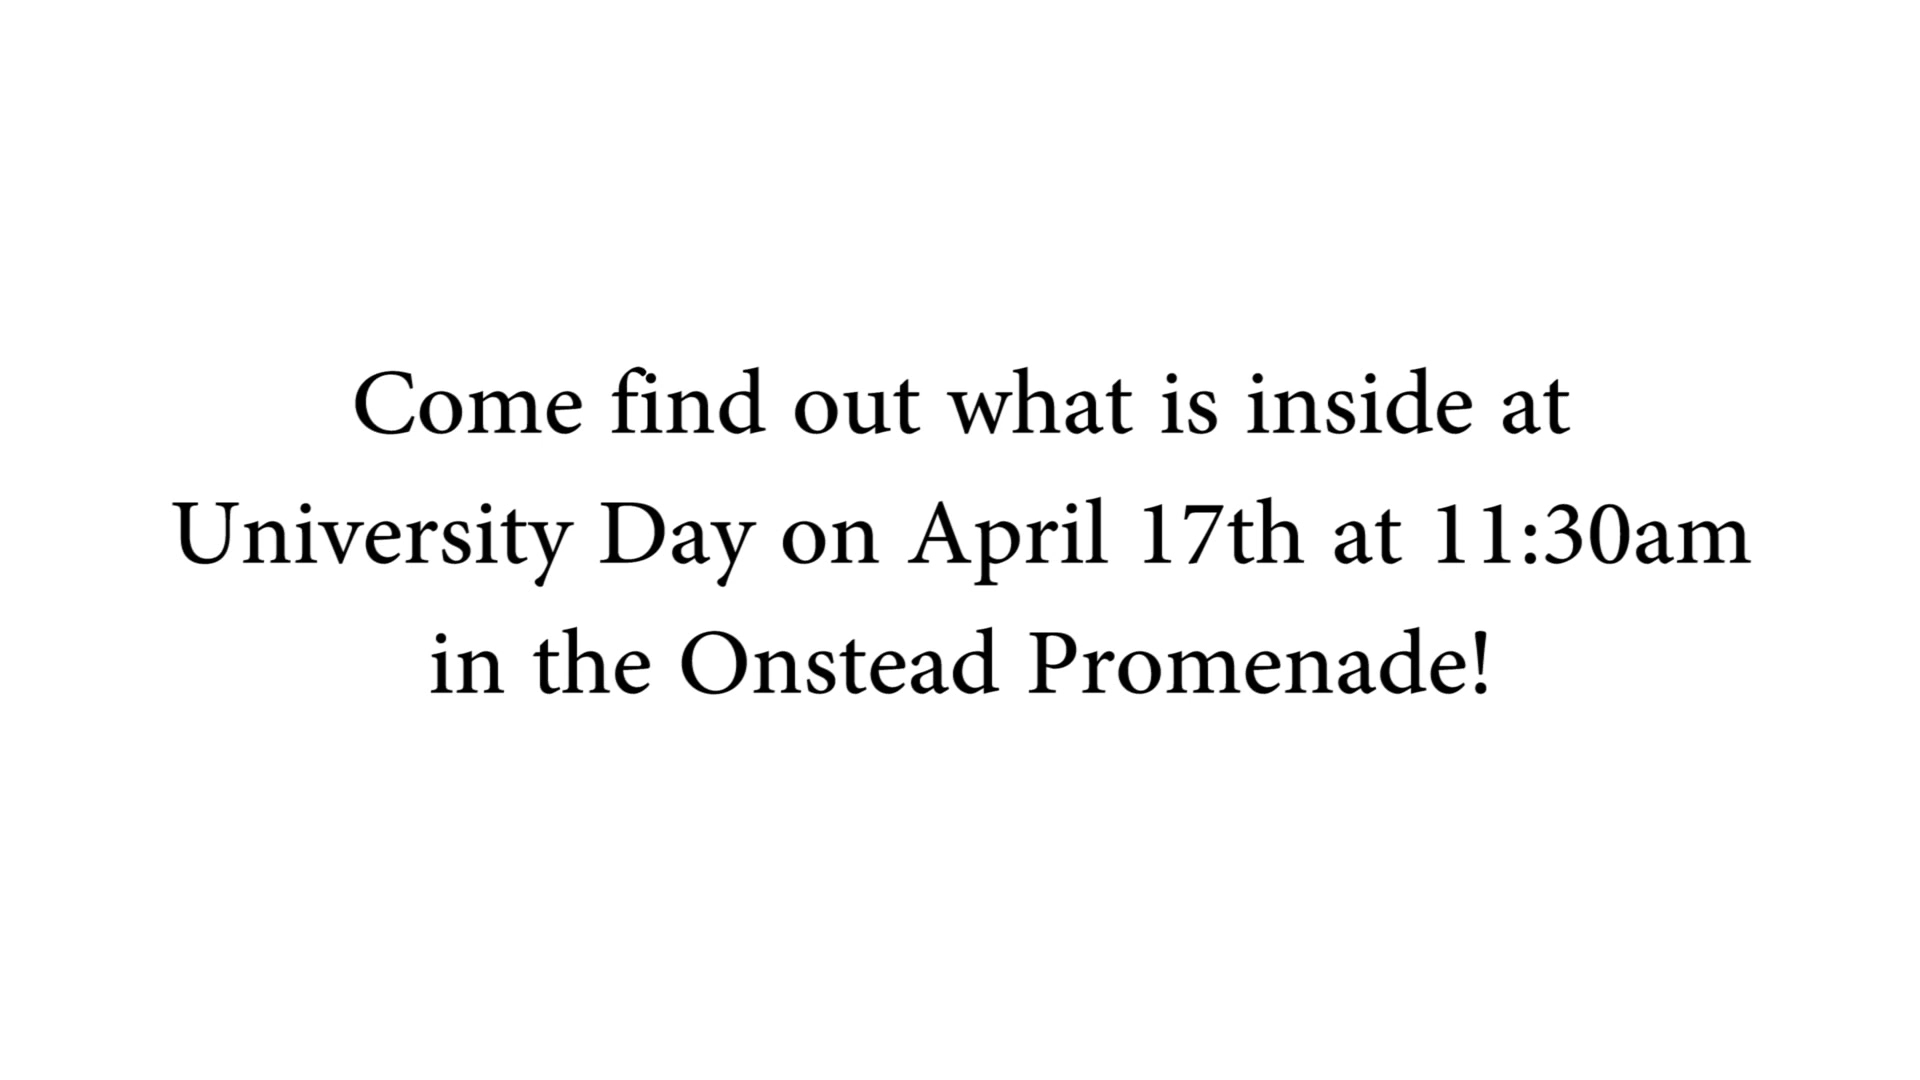 Come find out what is inside at
University Day on April 17th at 11:30am
in the Onstead Promenade!